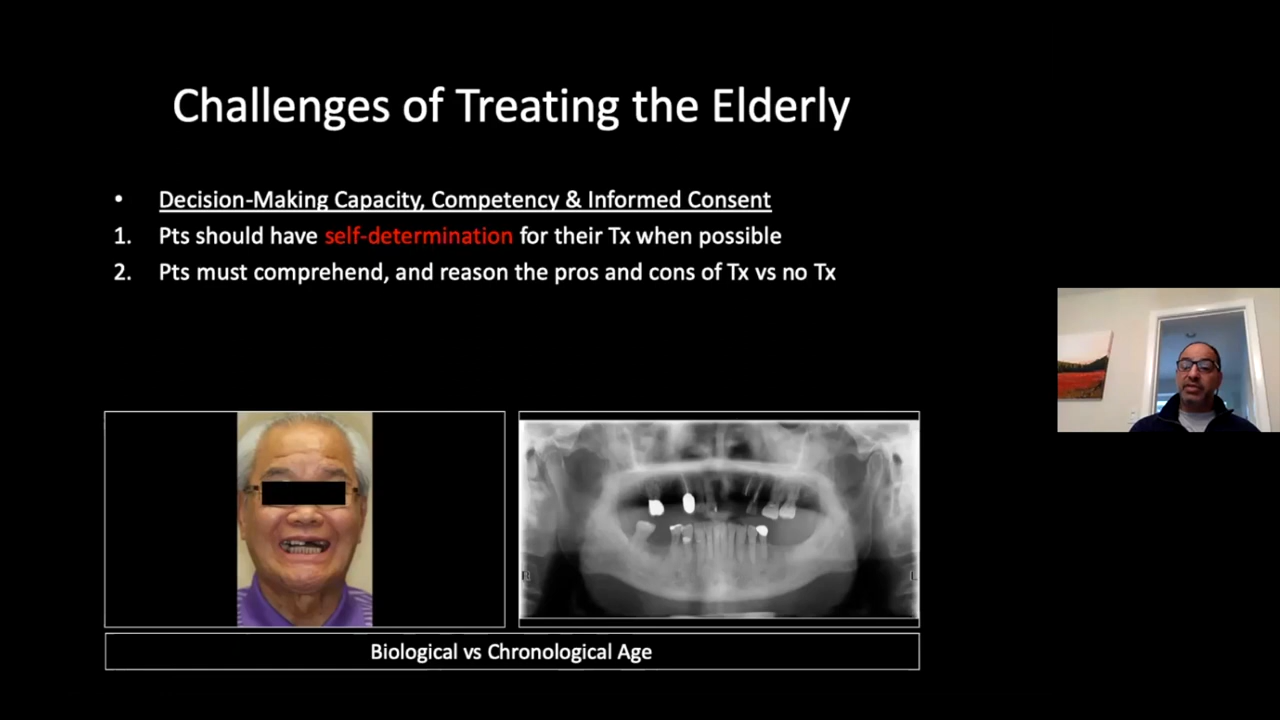 Challenges of Treating the Elderly
• Decision-Making Capacity, Competency & Informed Consent
1. Pts should have self-determination for their Tx when possible
2. Pts must comprehend, and reason the pros and cons of Tx vs no Tx
R
L
Biological vs Chronological Age